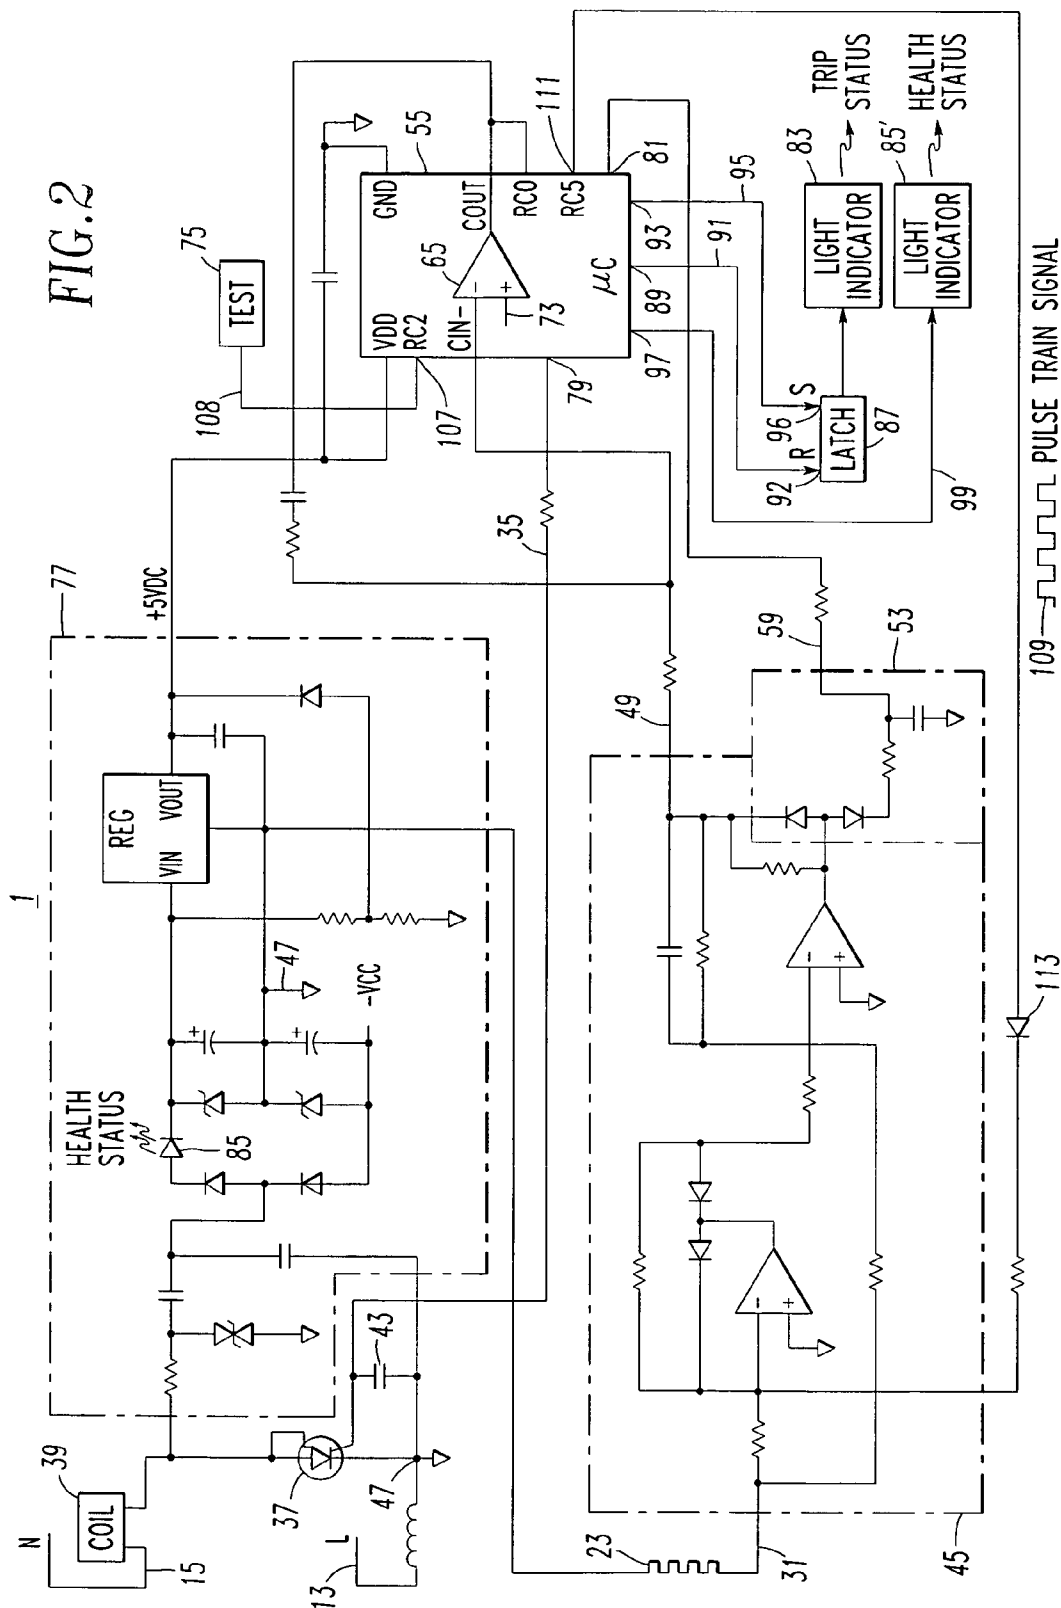 FIG.2
1
77
75
TEST
108
+5VDC
REG
VIN
VOUT
HEALTH
STATUS
85
47
-VCC
39
COIL
N
15
37
43
47
L
13
35
VDD
RC2
GND
55
CIN-
65
COUT
73
RC0
RC5
111
107
79
µC
81
97
89
93
91
95
R
S
92
96
LATCH
87
99
83
LIGHT
INDICATOR
TRIP
STATUS
85'
LIGHT
INDICATOR
HEALTH
STATUS
49
59
53
23
31
45
113
109
PULSE TRAIN SIGNAL